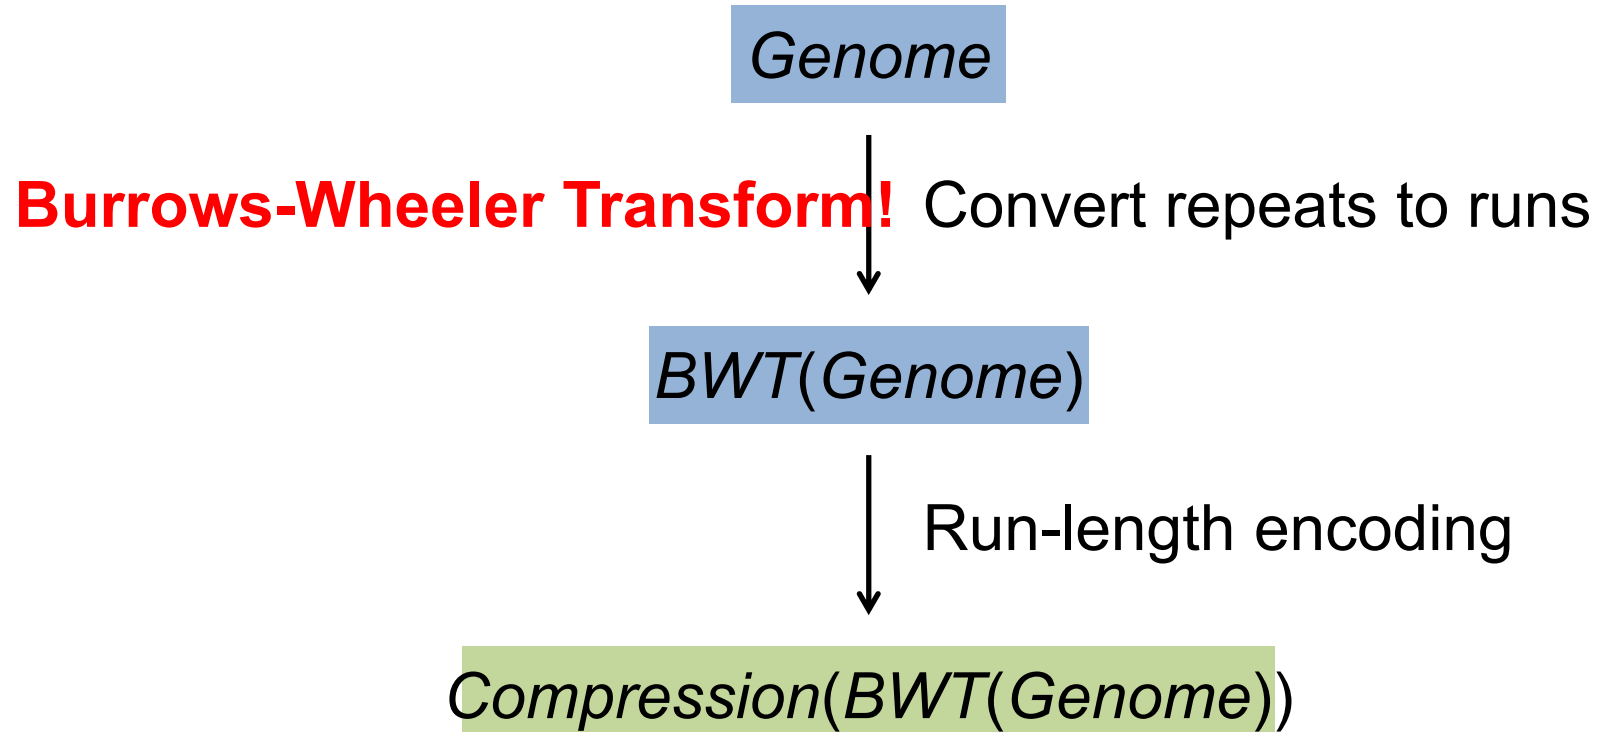 Genome
Burrows-Wheeler Transform! Convert repeats to runs
BWT(Genome)
Run-length encoding
Compression(BWT(Genome))